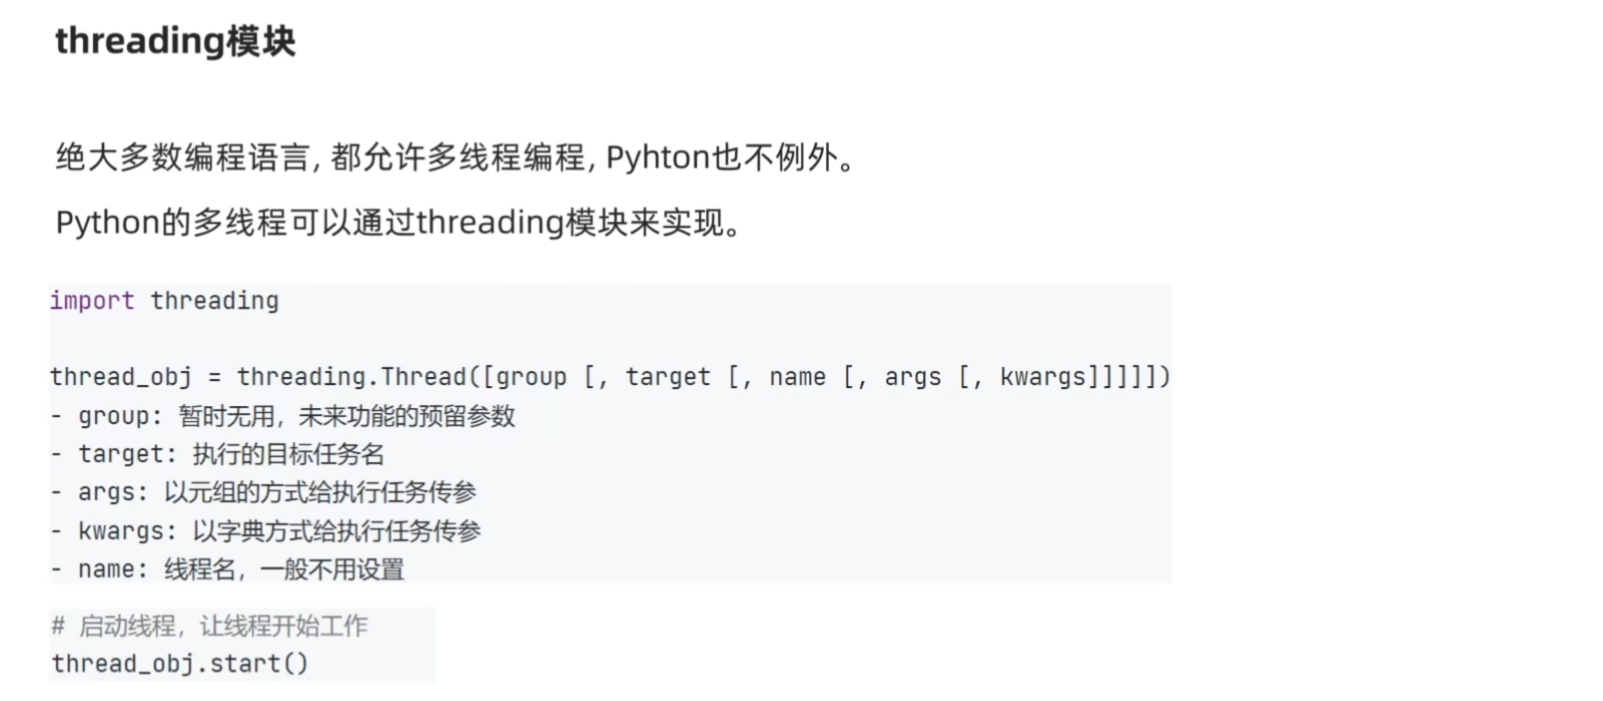 threading模块
绝大多数编程语言, 都允许多线程编程, Pyhton也不例外。
Python的多线程可以通过threading模块来实现。
import threading
thread_obj = threading.Thread([group [, target [, name [, args [, kwargs]]]]])
- group: 暂时无用，未来功能的预留参数
- target: 执行的目标任务名
- args: 以元组的方式给执行任务传参
- kwargs: 以字典方式给执行任务传参
- name: 线程名，一般不用设置
# 启动线程，让线程开始工作
thread_obj.start()